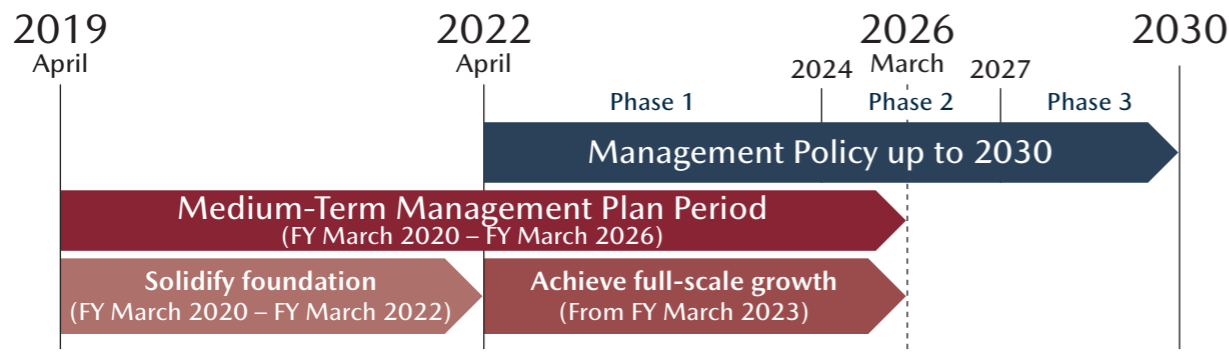 2019
April
2022
April
2024
2026
March
2027
2030
Phase 1
Phase 2
Phase 3
Management Policy up to 2030
Medium-Term Management Plan Period
(FY March 2020 – FY March 2026)
Solidify foundation
(FY March 2020 – FY March 2022)
Achieve full-scale growth
(From FY March 2023)